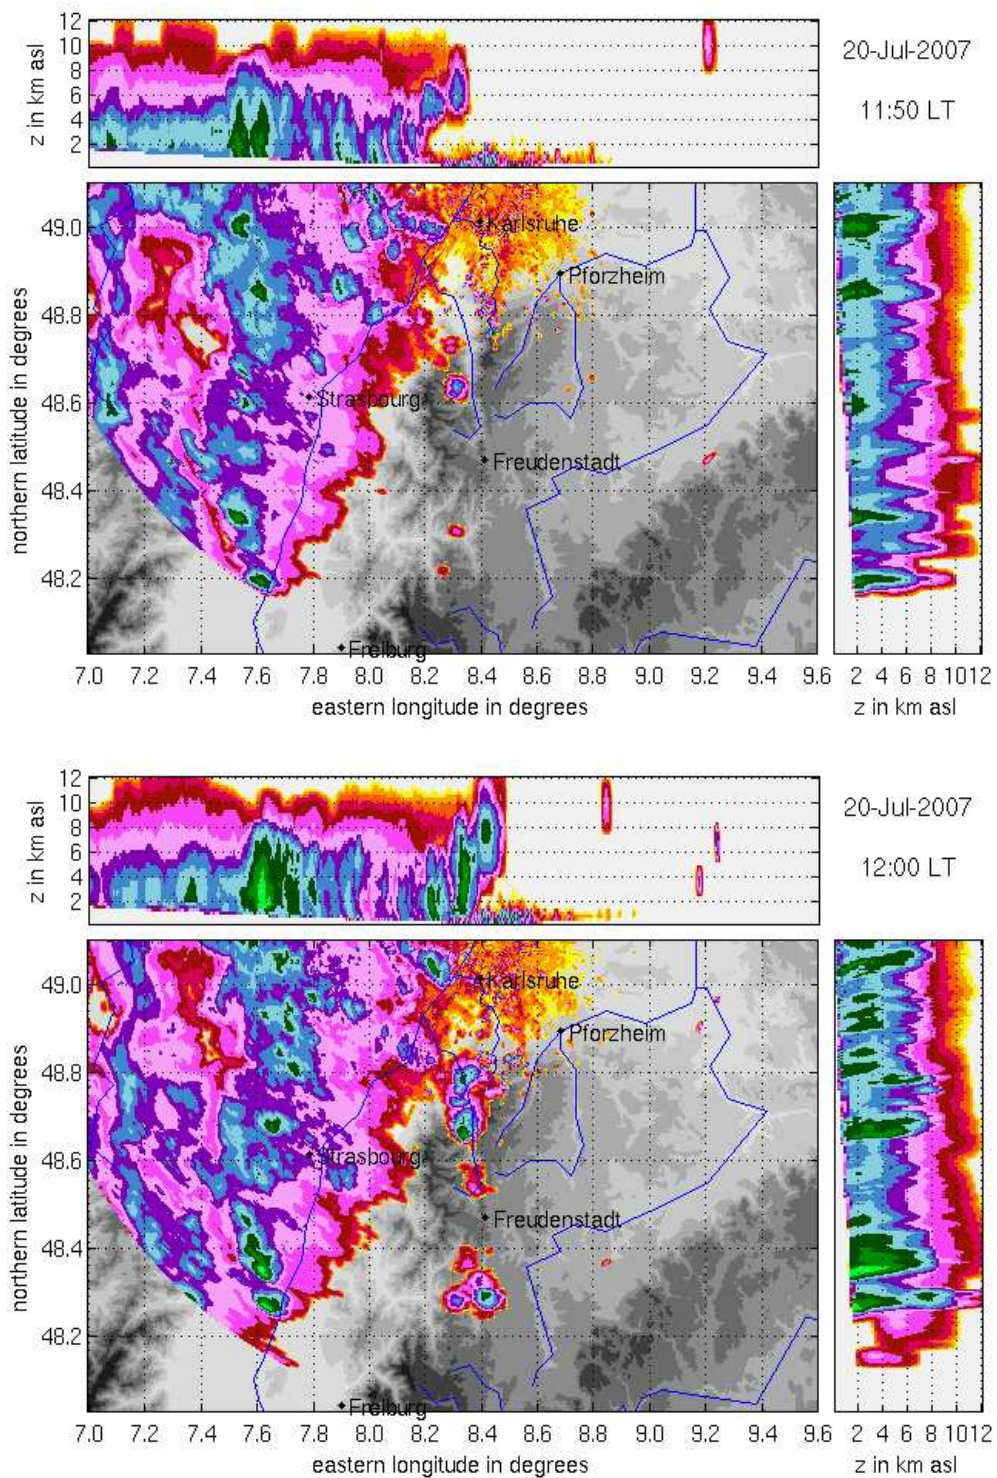 12
10
8
6
4
2
z in km asl
20-Jul-2007
11:50 LT
49.0
48.8
48.6
48.4
48.2
northern latitude in degrees
Karlsruhe
Pforzheim
Strasbourg
Freudenstadt
Freiburg
7.0 7.2 7.4 7.6 7.8 8.0 8.2 8.4 8.6 8.8 9.0 9.2 9.4 9.6
eastern longitude in degrees
2 4 6 8 1012
z in km asl
12
10
8
6
4
2
z in km asl
20-Jul-2007
12:00 LT
49.0
48.8
48.6
48.4
48.2
northern latitude in degrees
Karlsruhe
Pforzheim
Strasbourg
Freudenstadt
Freiburg
7.0 7.2 7.4 7.6 7.8 8.0 8.2 8.4 8.6 8.8 9.0 9.2 9.4 9.6
eastern longitude in degrees
2 4 6 8 1012
z in km asl